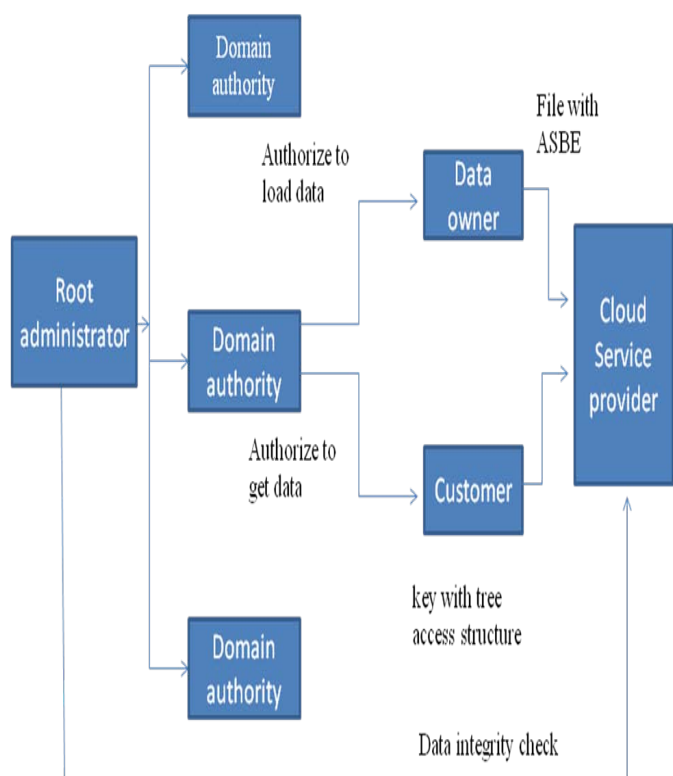 Domain
authority
File with
ASBE
Authorize to
load data
Data
owner
Root
administrator
Domain
authority
Cloud
Service
provider
Authorize to
get data
Customer
key with tree
access structure
Domain
authority
Data integrity check